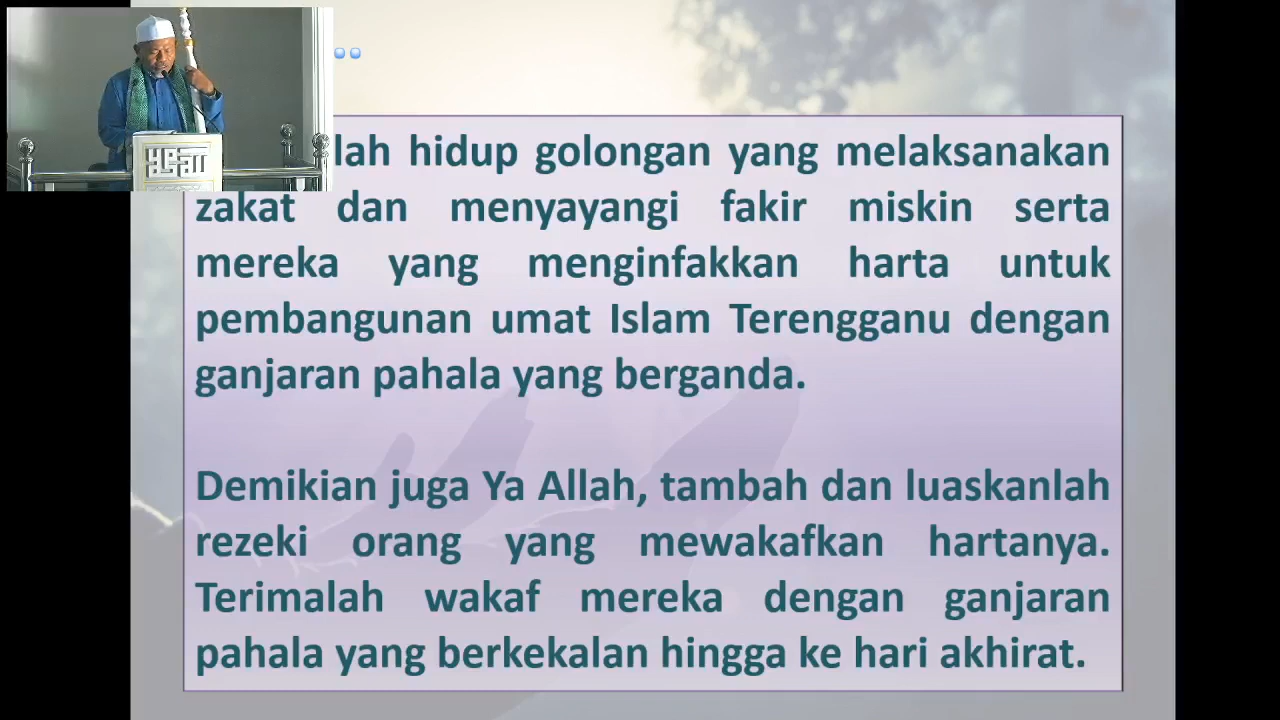 hidup golongan yang melaksanakan
zakat dan menyayangi fakir miskin serta
mereka yang menginfakkan harta untuk
pembangunan umat Islam Terengganu dengan
ganjaran pahala yang berganda.
Demikian juga Ya Allah, tambah dan luaskanlah
rezeki orang yang mewakafkan hartanya.
Terimalah wakaf mereka dengan ganjaran
pahala yang berkekalan hingga ke hari akhirat.